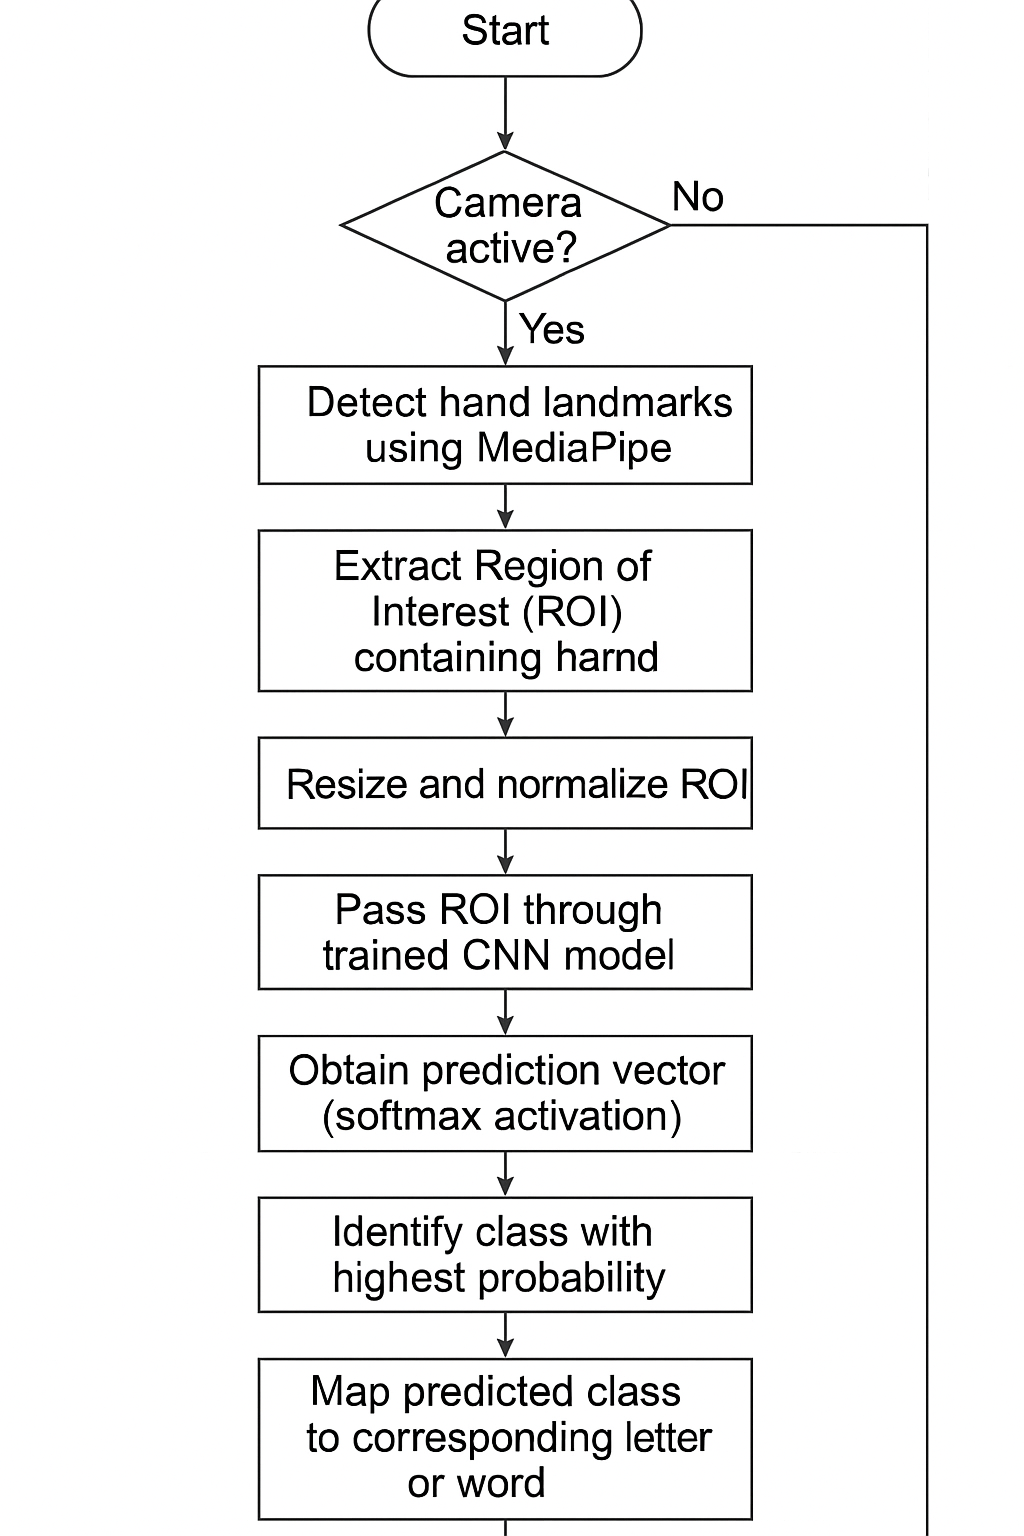 Start
Camera
active?
No
Yes
Detect hand landmarks
using MediaPipe
Extract Region of
Interest (ROI)
containing harnd
Resize and normalize ROI
Pass ROI through
trained CNN model
Obtain prediction vector
(softmax activation)
Identify class with
highest probability
Map predicted class
to corresponding letter
or word